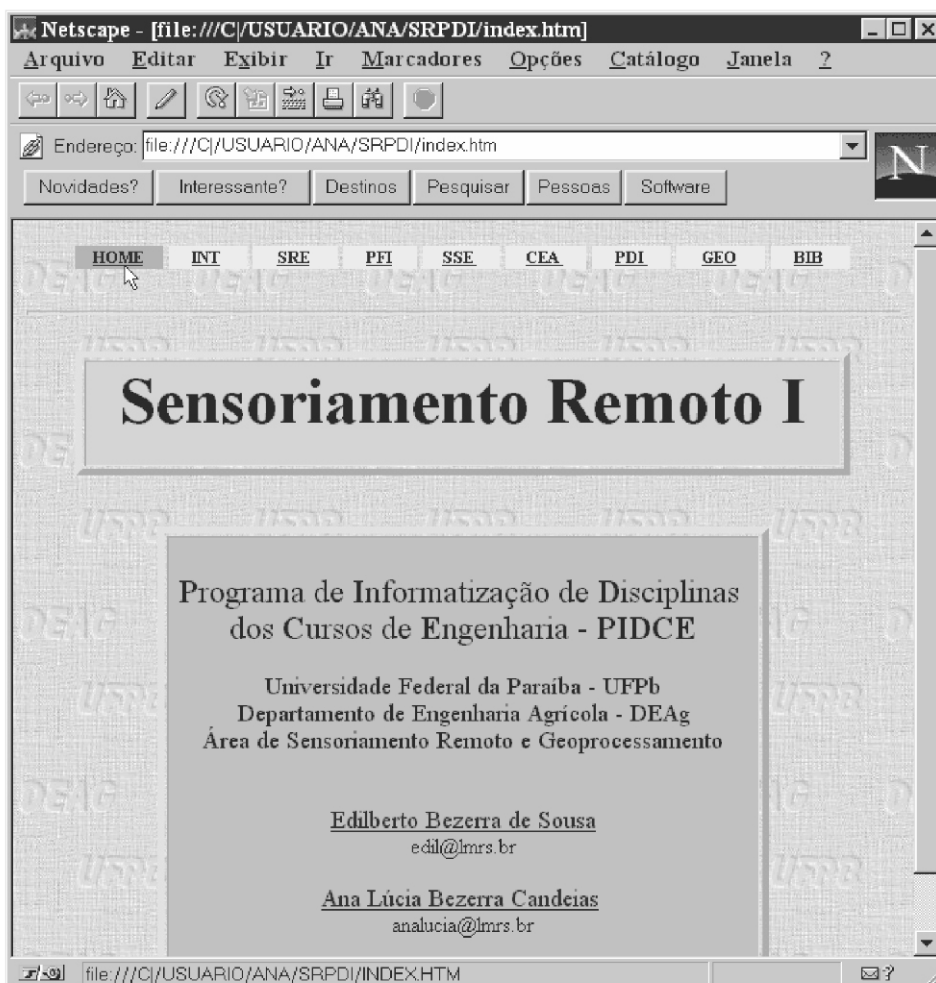 Netscape - [file:///C|/USUARIO/ANA/SRPDI/index.htm]
Arquivo Editar Exibir Ir Marcadores Opções Catálogo Janela ?
Endereço: file:///C|/USUARIO/ANA/SRPDI/index.htm
N
Novidades? Interessante? Destinos Pesquisar Pessoas Software
HOME INT SRE PFI SSE CEA PDI GEO BIB
Sensoriamento Remoto I
Programa de Informatização de Disciplinas
dos Cursos de Engenharia - PIDCE
Universidade Federal da Paraíba - UFPb
Departamento de Engenharia Agrícola - DEAg
Área de Sensoriamento Remoto e Geoprocessamento
Edilberto Bezerra de Sousa
edil@lmrs.br
Ana Lúcia Bezerra Candeias
analucia@lmrs.br
file:///C|/USUARIO/ANA/SRPDI/INDEX.HTM